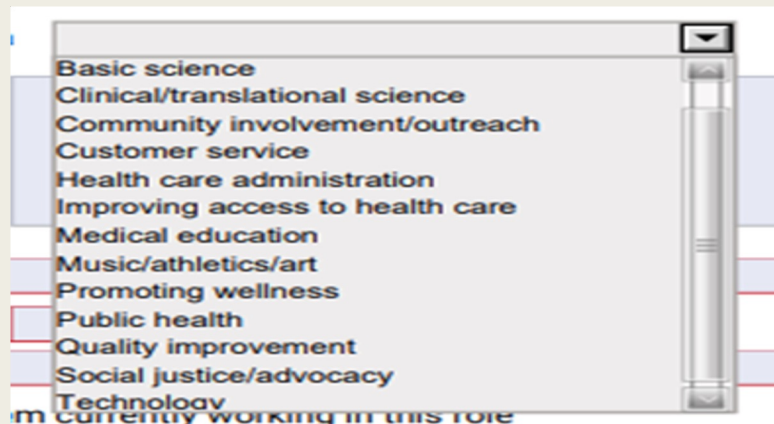 Basic science
Clinical/translational science
Community involvement/outreach
Customer service
Health care administration
Improving access to health care
Medical education
Music/athletics/art
Promoting wellness
Public health
Quality improvement
Social justice/advocacy
Technology
m currently working in this role